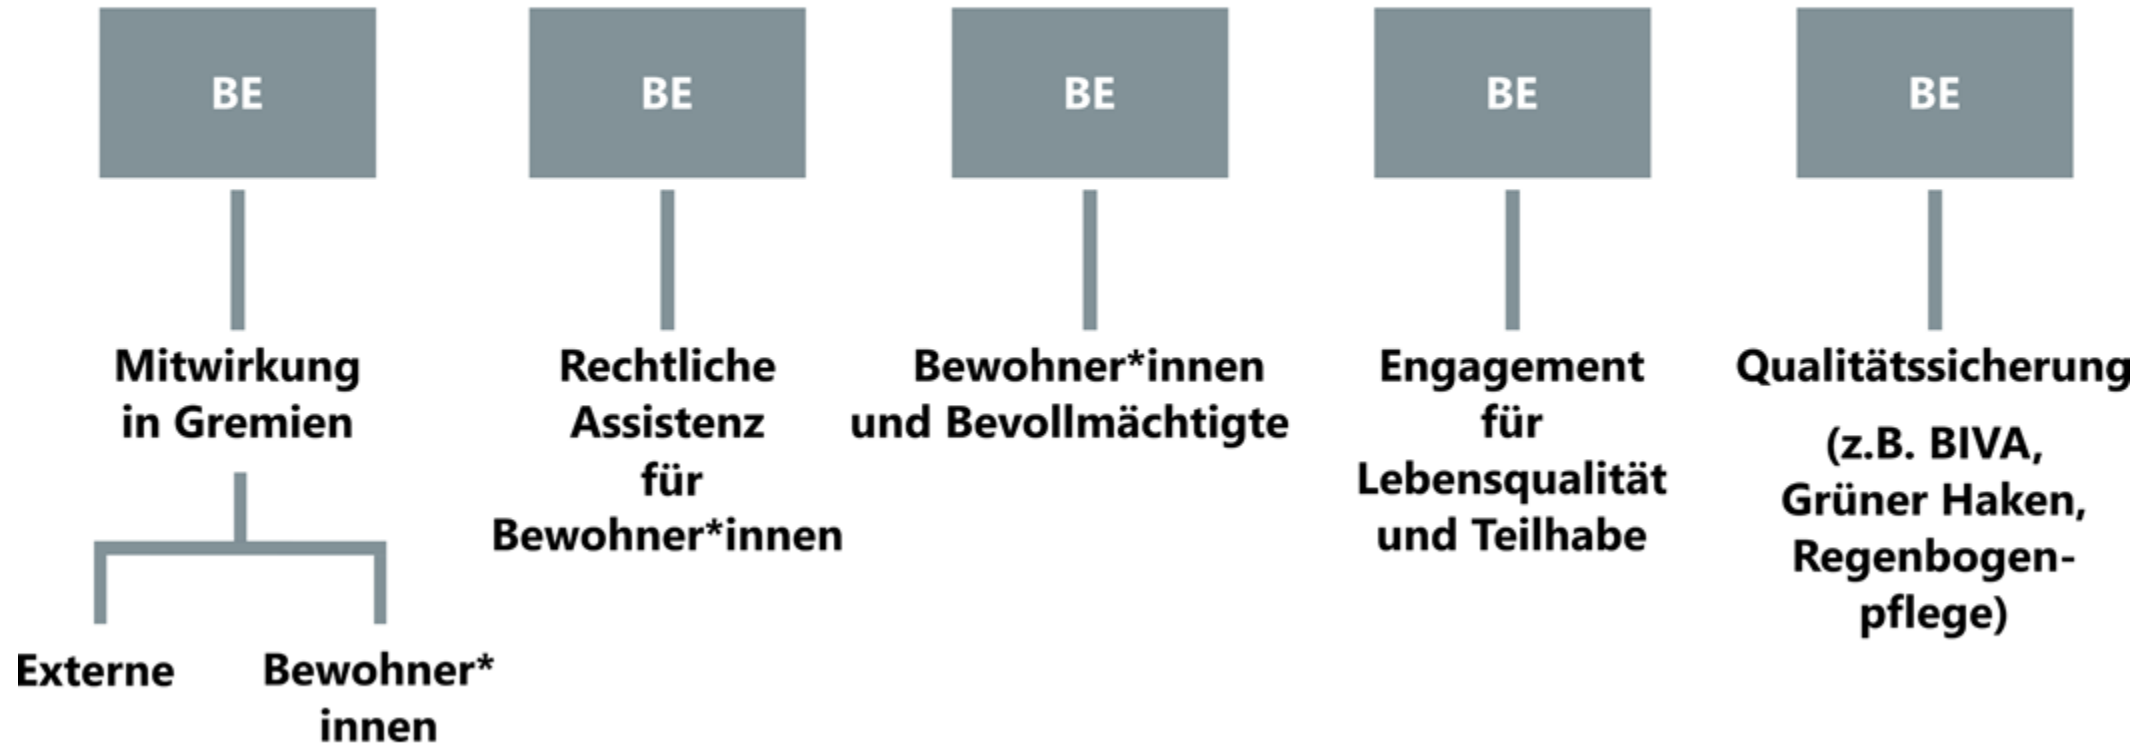 BE
Mitwirkung
in Gremien
Externe
Bewohner*
innen
BE
Rechtliche
Assistenz
für
Bewohner*innen
BE
Bewohner*innen
und Bevollmächtigte
BE
Engagement
für
Lebensqualität
und Teilhabe
BE
Qualitätssicherung
(z.B. BIVA,
Grüner Haken,
Regenbogen-
pflege)